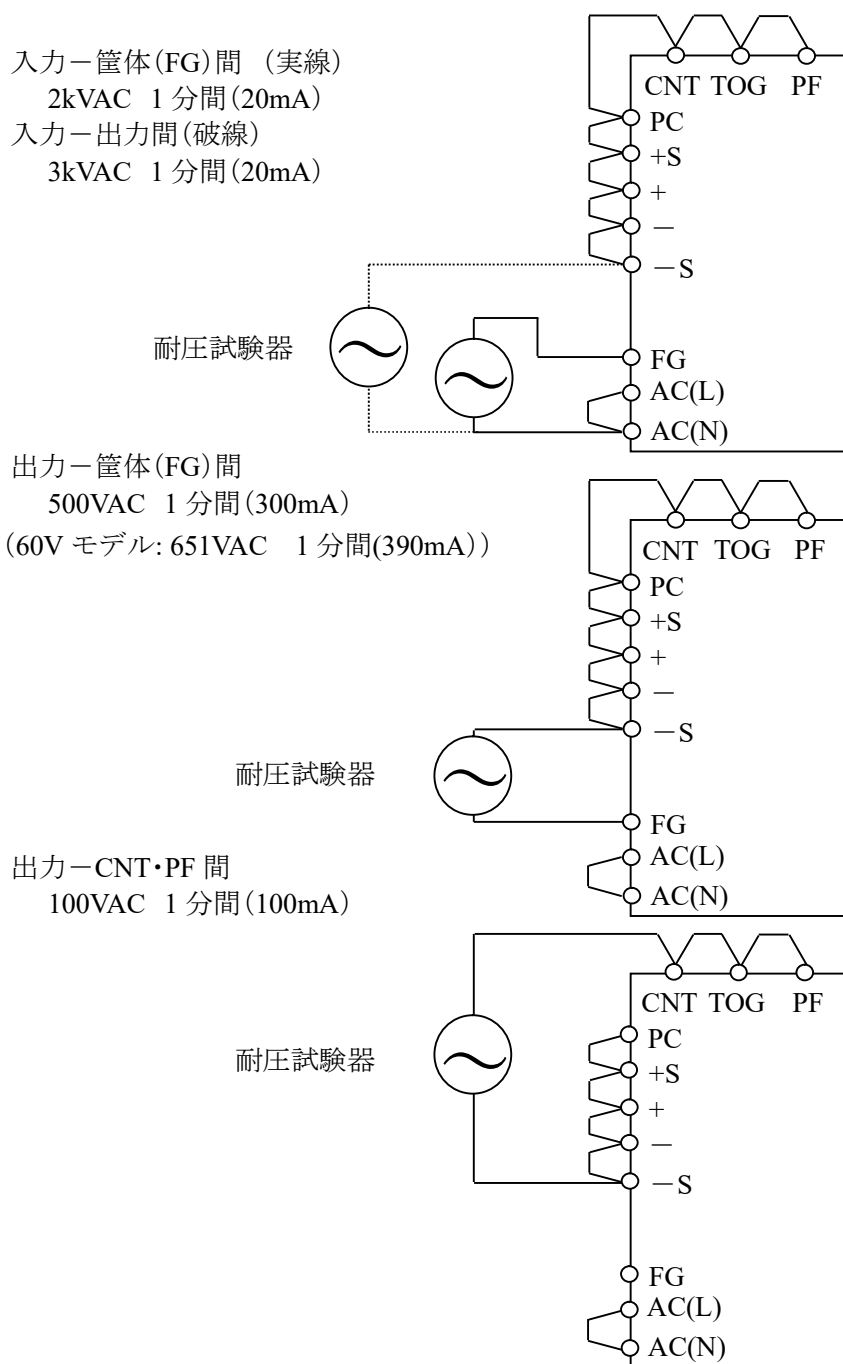 入力－筐体(FG)間 (実線)
2kVAC 1 分間(20mA)
入力－出力間(破線)
3kVAC 1 分間(20mA)
CNT TOG PF
PC
+S
+
－
－S
耐圧試験器
FG
AC(L)
AC(N)
出力－筐体(FG)間
500VAC 1 分間(300mA)
(60V モデル: 651VAC 1 分間(390mA))
CNT TOG PF
PC
+S
+
－
－S
耐圧試験器
FG
AC(L)
AC(N)
出力－CNT・PF 間
100VAC 1 分間(100mA)
CNT TOG PF
PC
+S
+
－
－S
耐圧試験器
FG
AC(L)
AC(N)